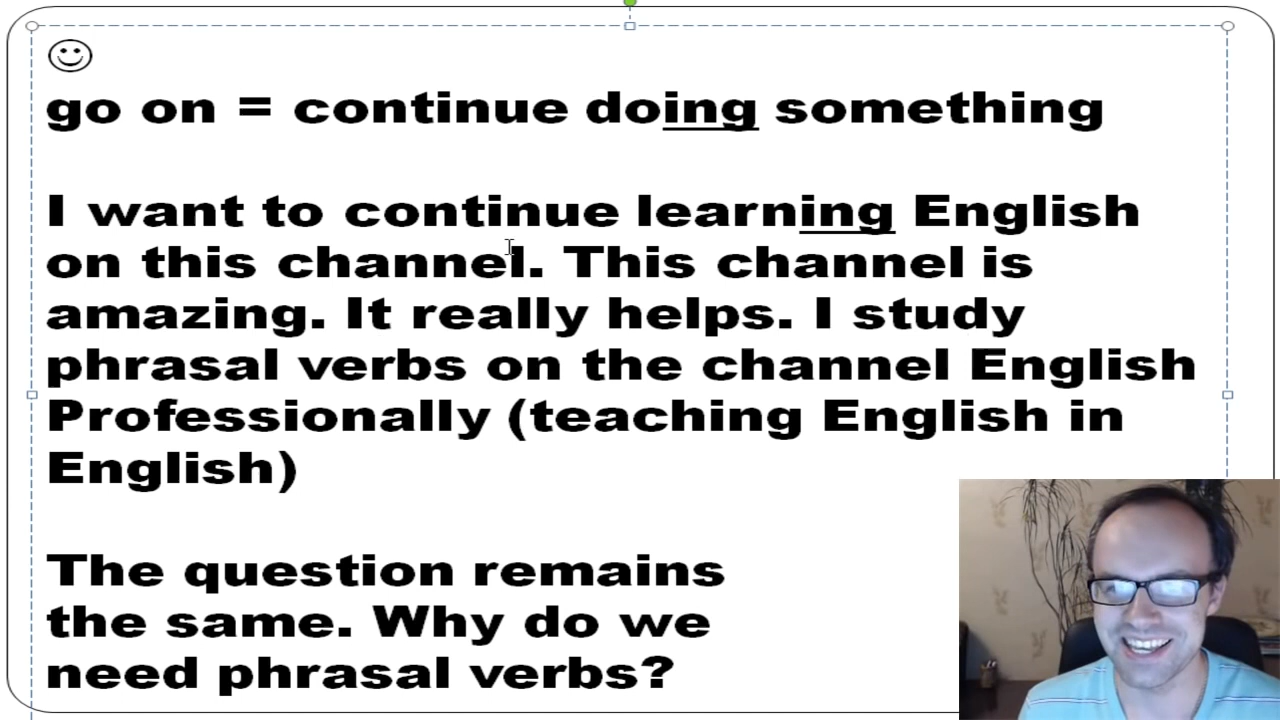 go on = continue doing something
I want to continue learning English
on this channel. This channel is
amazing. It really helps. I study
phrasal verbs on the channel English
Professionally (teaching English in
English)
The question remains
the same. Why do we
need phrasal verbs?